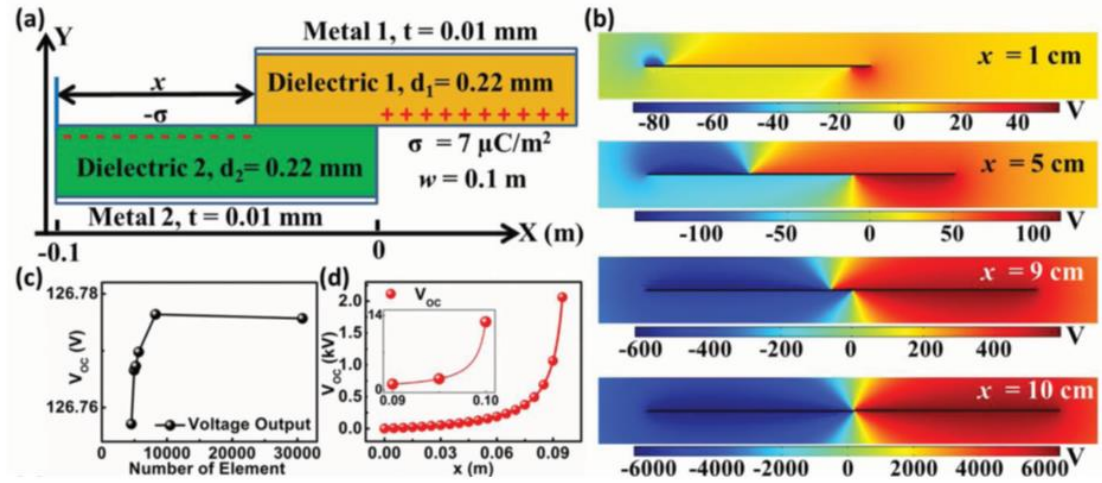 (a)
Y
Metal 1, t = 0.01 mm
x
Dielectric 1, d₁= 0.22 mm
-σ
+ + + + + + + + + +
- - - - - - - - - -
σ = 7 μC/m²
Dielectric 2, d₂= 0.22 mm
w = 0.1 m
Metal 2, t = 0.01 mm
X (m)
-0.1
0
(b)
x = 1 cm
-80 -60 -40 -20 0 20 40 V
x = 5 cm
-100 -50 0 50 100 V
x = 9 cm
-600 -400 -200 0 200 400 V
x = 10 cm
-6000 -4000 -2000 0 2000 4000 6000 V
(c)
126.78
126.76
V_OC (V)
Voltage Output
0 10000 20000 30000
Number of Element
(d)
V_OC
2.0
1.5
1.0
0.5
0.0
V_OC (kV)
14
0
0.09 0.10
0.00 0.03 0.06 0.09
x (m)